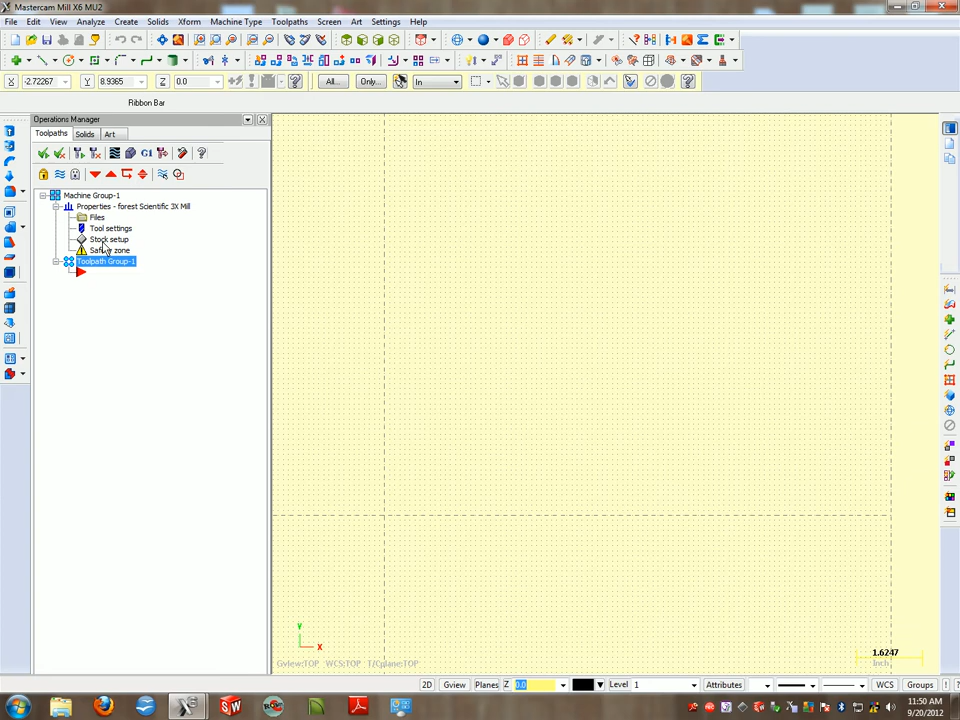 Mastercam Mill X6 MU2
File Edit View Analyze Create Solids Xform Machine Type Toolpaths Screen Art Settings Help
X -2.72267 Y 8.9365 Z 0.0 All... Only... In
Ribbon Bar
Operations Manager
Toolpaths Solids Art
G1
Machine Group-1
Properties - forest Scientific 3X Mill
Files
Tool settings
Stock setup
Safety zone
Toolpath Group-1
Y
X
Gview:TOP WCS:TOP T/Cplane:TOP
1.6247
Inch
2D Gview Planes Z 0.0 Level 1 Attributes WCS Groups ! ?
11:50 AM
9/20/2012